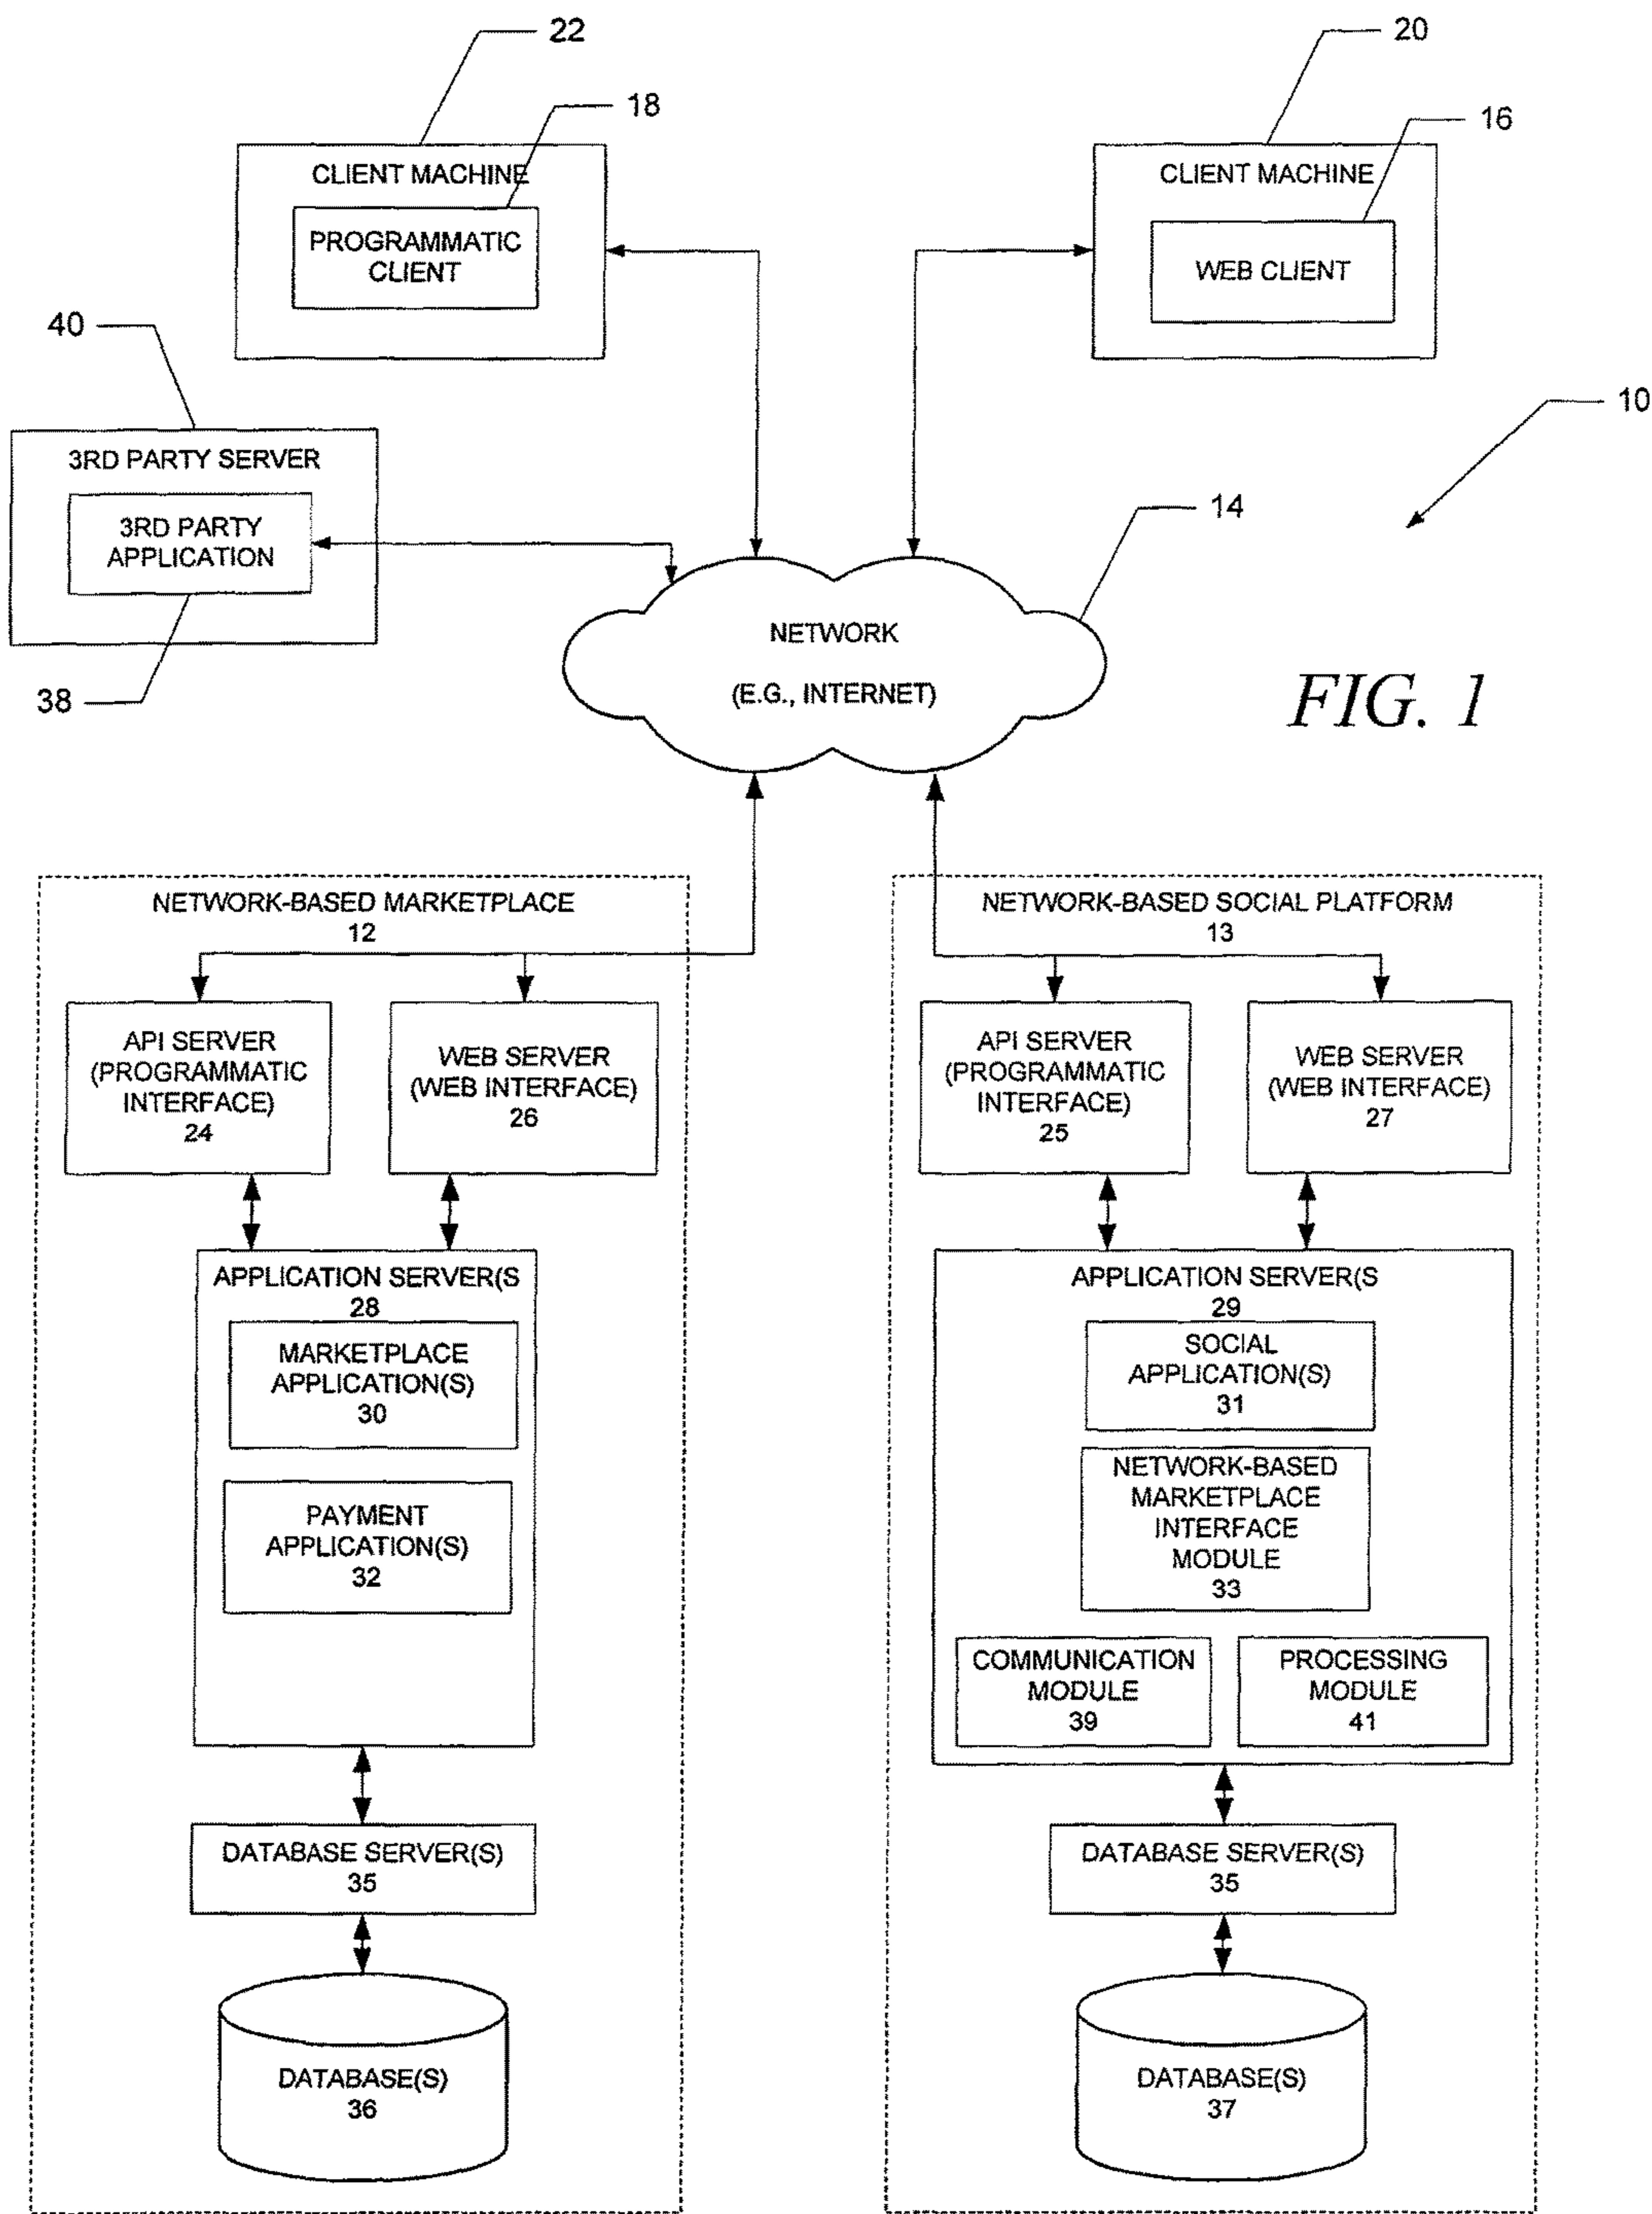 22
20
18
16
CLIENT MACHINE
PROGRAMMATIC
CLIENT
CLIENT MACHINE
WEB CLIENT
40
10
3RD PARTY SERVER
3RD PARTY
APPLICATION
38
14
NETWORK
(E.G., INTERNET)
FIG. 1
NETWORK-BASED MARKETPLACE
12
API SERVER
(PROGRAMMATIC
INTERFACE)
24
WEB SERVER
(WEB INTERFACE)
26
APPLICATION SERVER(S
28
MARKETPLACE
APPLICATION(S)
30
PAYMENT
APPLICATION(S)
32
DATABASE SERVER(S)
35
DATABASE(S)
36
NETWORK-BASED SOCIAL PLATFORM
13
API SERVER
(PROGRAMMATIC
INTERFACE)
25
WEB SERVER
(WEB INTERFACE)
27
APPLICATION SERVER(S
29
SOCIAL
APPLICATION(S)
31
NETWORK-BASED
MARKETPLACE
INTERFACE
MODULE
33
COMMUNICATION
MODULE
39
PROCESSING
MODULE
41
DATABASE SERVER(S)
35
DATABASE(S)
37